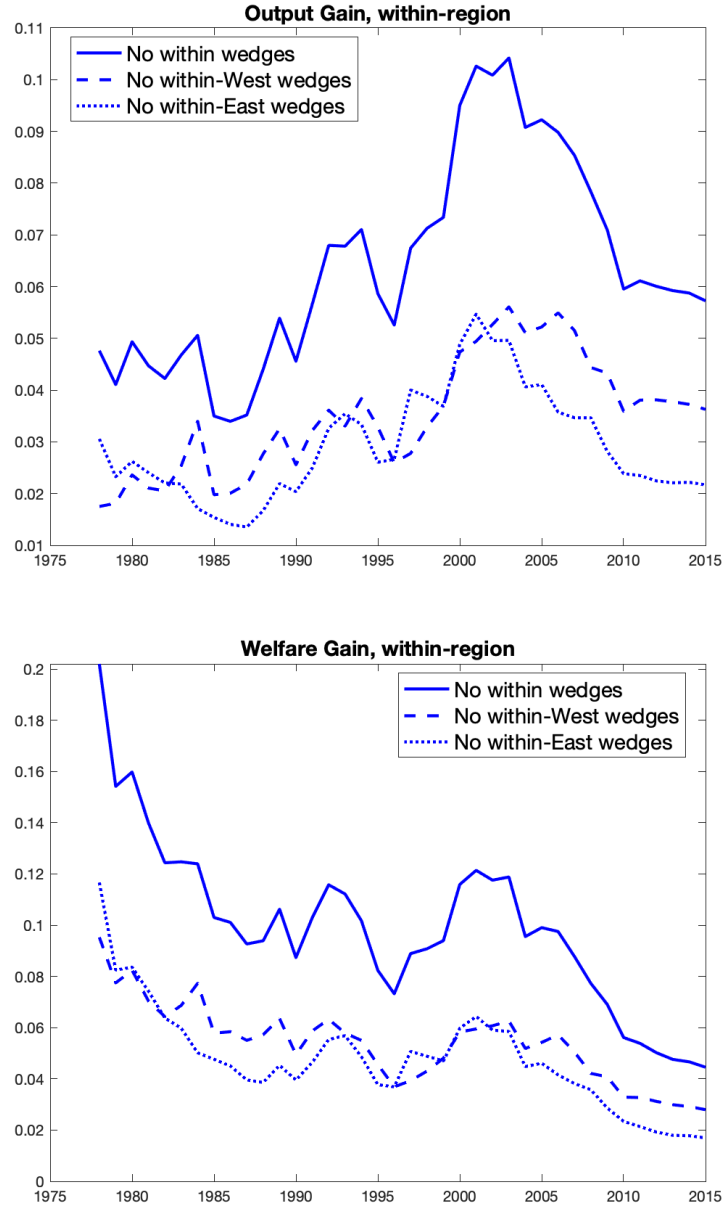 Output Gain, within-region
0.11
No within wedges
No within-West wedges
No within-East wedges
0.1
0.09
0.08
0.07
0.06
0.05
0.04
0.03
0.02
0.01
1975 1980 1985 1990 1995 2000 2005 2010 2015
Welfare Gain, within-region
0.2
No within wedges
No within-West wedges
No within-East wedges
0.18
0.16
0.14
0.12
0.1
0.08
0.06
0.04
0.02
0
1975 1980 1985 1990 1995 2000 2005 2010 2015